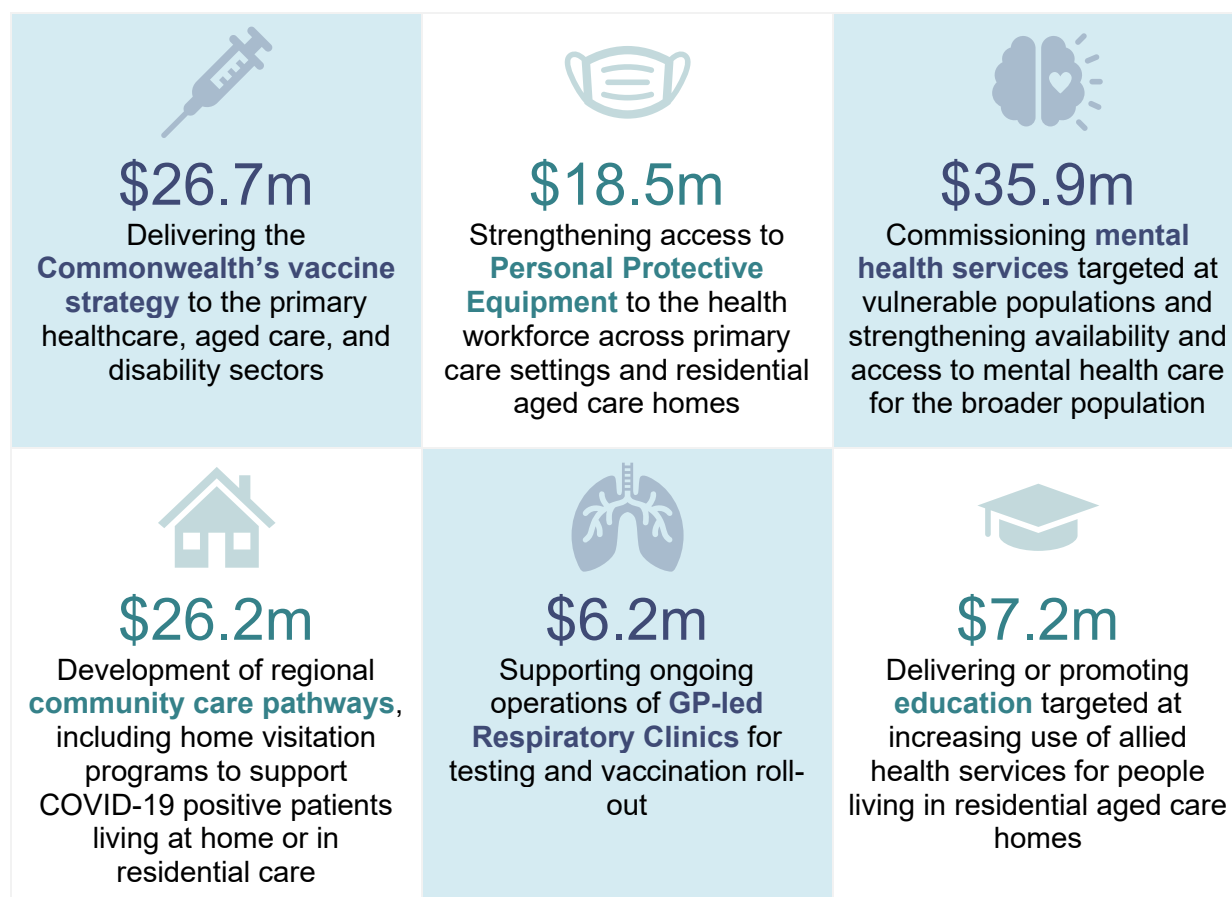 $26.7m
Delivering the
Commonwealth's vaccine
strategy to the primary
healthcare, aged care, and
disability sectors
$18.5m
Strengthening access to
Personal Protective
Equipment to the health
workforce across primary
care settings and residential
aged care homes
$35.9m
Commissioning mental
health services targeted at
vulnerable populations and
strengthening availability and
access to mental health care
for the broader population
$26.2m
Development of regional
community care pathways,
including home visitation
programs to support
COVID-19 positive patients
living at home or in
residential care
$6.2m
Supporting ongoing
operations of GP-led
Respiratory Clinics for
testing and vaccination roll-
out
$7.2m
Delivering or promoting
education targeted at
increasing use of allied
health services for people
living in residential aged care
homes